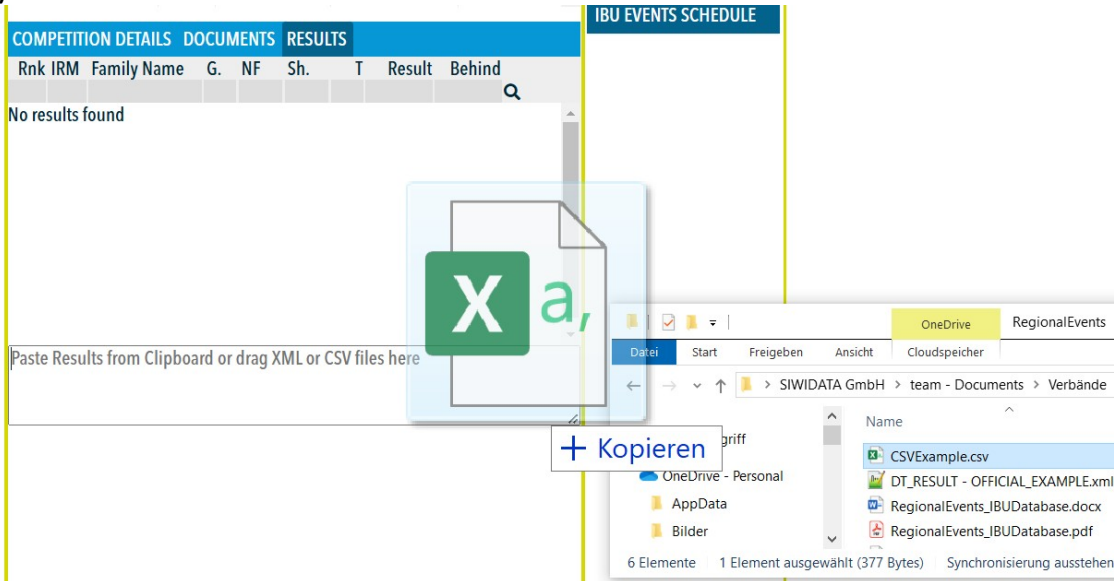 IBU EVENTS SCHEDULE
COMPETITION DETAILS DOCUMENTS RESULTS
Rnk IRM Family Name G. NF Sh. T Result Behind
No results found
X a,
Paste Results from Clipboard or drag XML or CSV files here
+ Kopieren
OneDrive RegionalEvents
Datei Start Freigeben Ansicht Cloudspeicher
SIWIDATA GmbH > team - Documents > Verbände
Name
griff
CSVExample.csv
OneDrive - Personal
DT_RESULT - OFFICIAL_EXAMPLE.xml
AppData
RegionalEvents_IBUDatabase.docx
Bilder
RegionalEvents_IBUDatabase.pdf
6 Elemente 1 Element ausgewählt (377 Bytes) Synchronisierung ausstehen